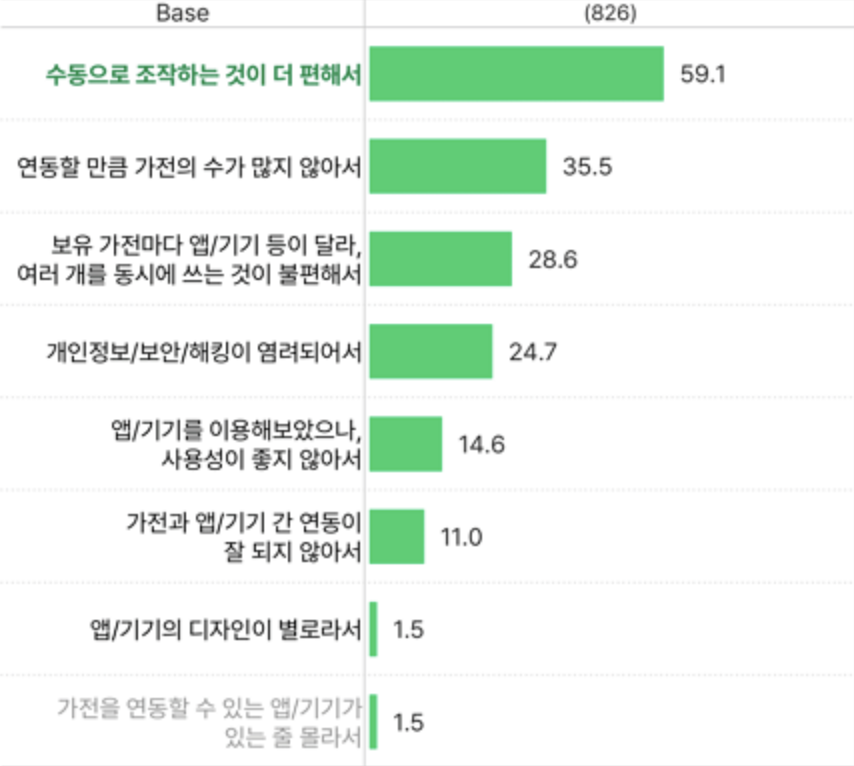 Base (826)
수동으로 조작하는 것이 더 편해서 59.1
연동할 만큼 가전의 수가 많지 않아서 35.5
보유 가전마다 앱/기기 등이 달라,
여러 개를 동시에 쓰는 것이 불편해서 28.6
개인정보/보안/해킹이 염려되어서 24.7
앱/기기를 이용해보았으나,
사용성이 좋지 않아서 14.6
가전과 앱/기기 간 연동이
잘 되지 않아서 11.0
앱/기기의 디자인이 별로라서 1.5
가전을 연동할 수 있는 앱/기기가
있는 줄 몰라서 1.5